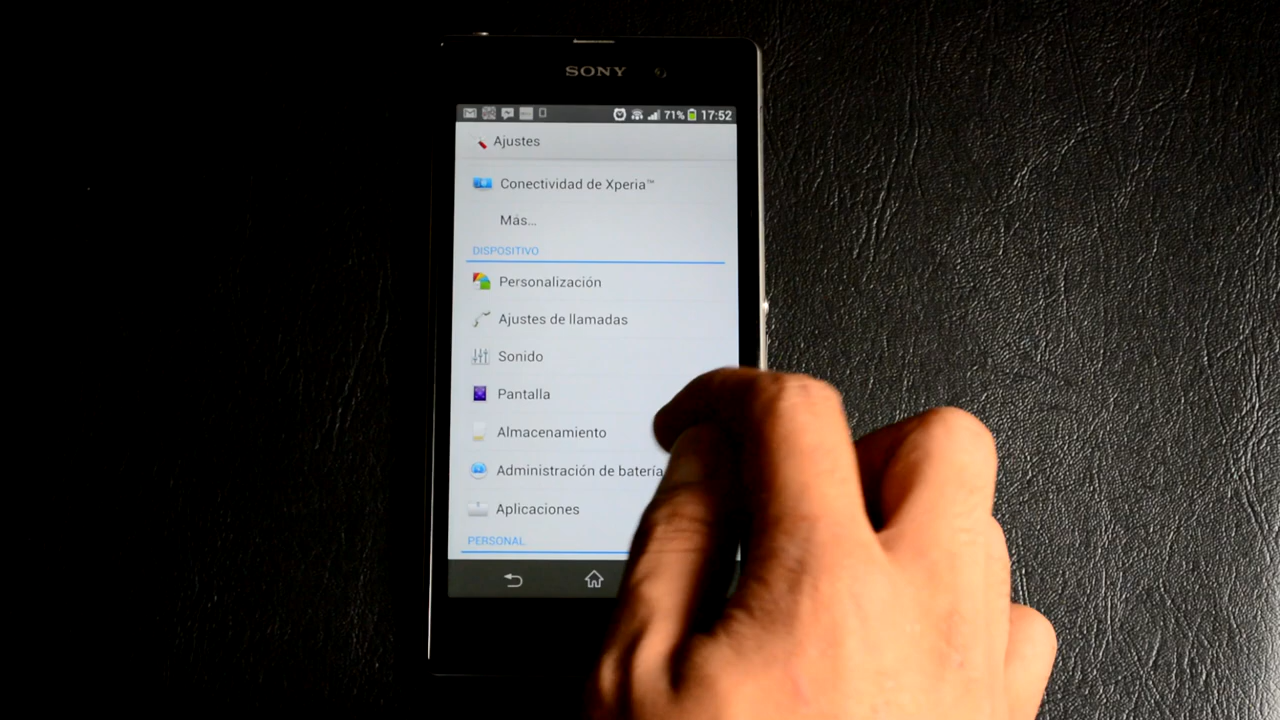 SONY
71% 17:52
Ajustes
Conectividad de Xperia™
Más...
DISPOSITIVO
Personalización
Ajustes de llamadas
Sonido
Pantalla
Almacenamiento
Administración de batería
Aplicaciones
PERSONAL